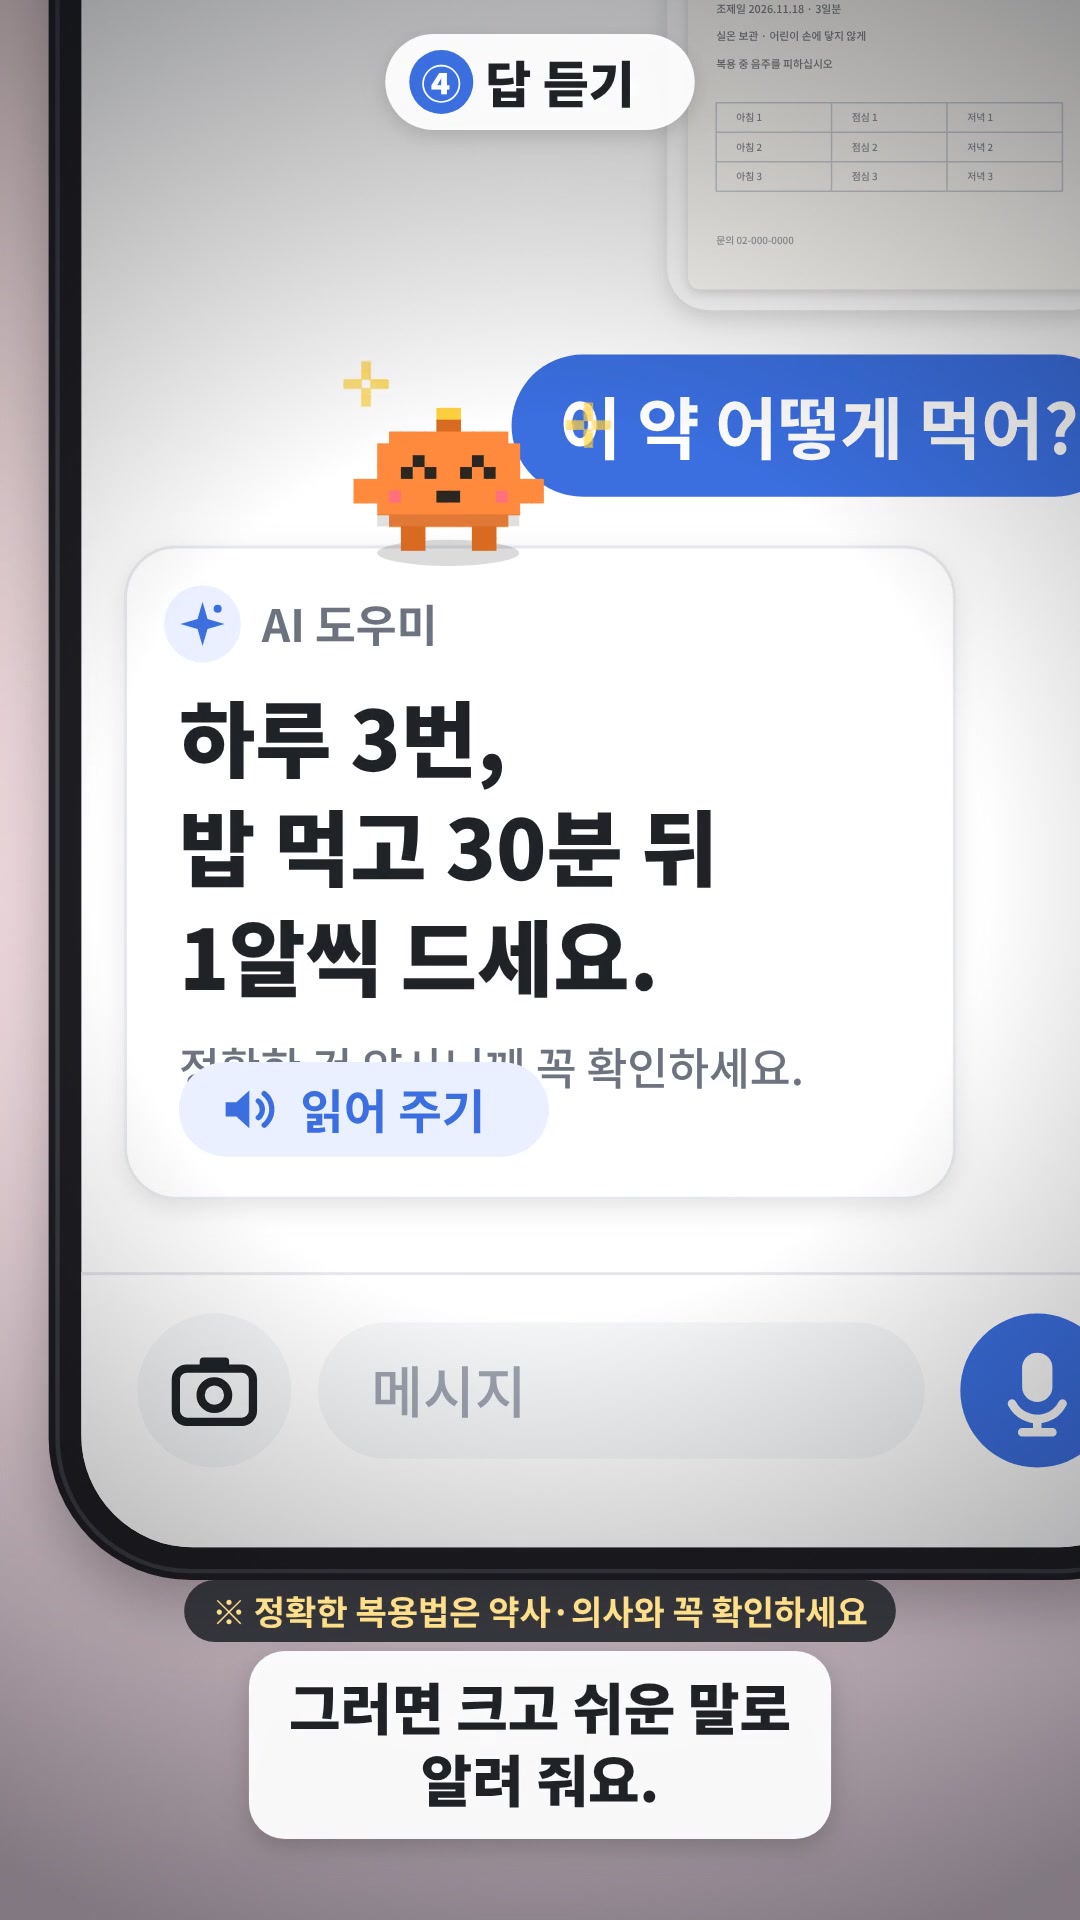 조제일 2026.11.18 · 3일분
실온 보관 · 어린이 손에 닿지 않게
복용 중 음주를 피하십시오
④ 답 듣기
아침 1 점심 1 저녁 1
아침 2 점심 2 저녁 2
아침 3 점심 3 저녁 3
문의 02-000-0000
이 약 어떻게 먹어?
AI 도우미
하루 3번,
밥 먹고 30분 뒤
1알씩 드세요.
꼭 확인하세요.
읽어 주기
메시지
※ 정확한 복용법은 약사·의사와 꼭 확인하세요
그러면 크고 쉬운 말로
알려 줘요.